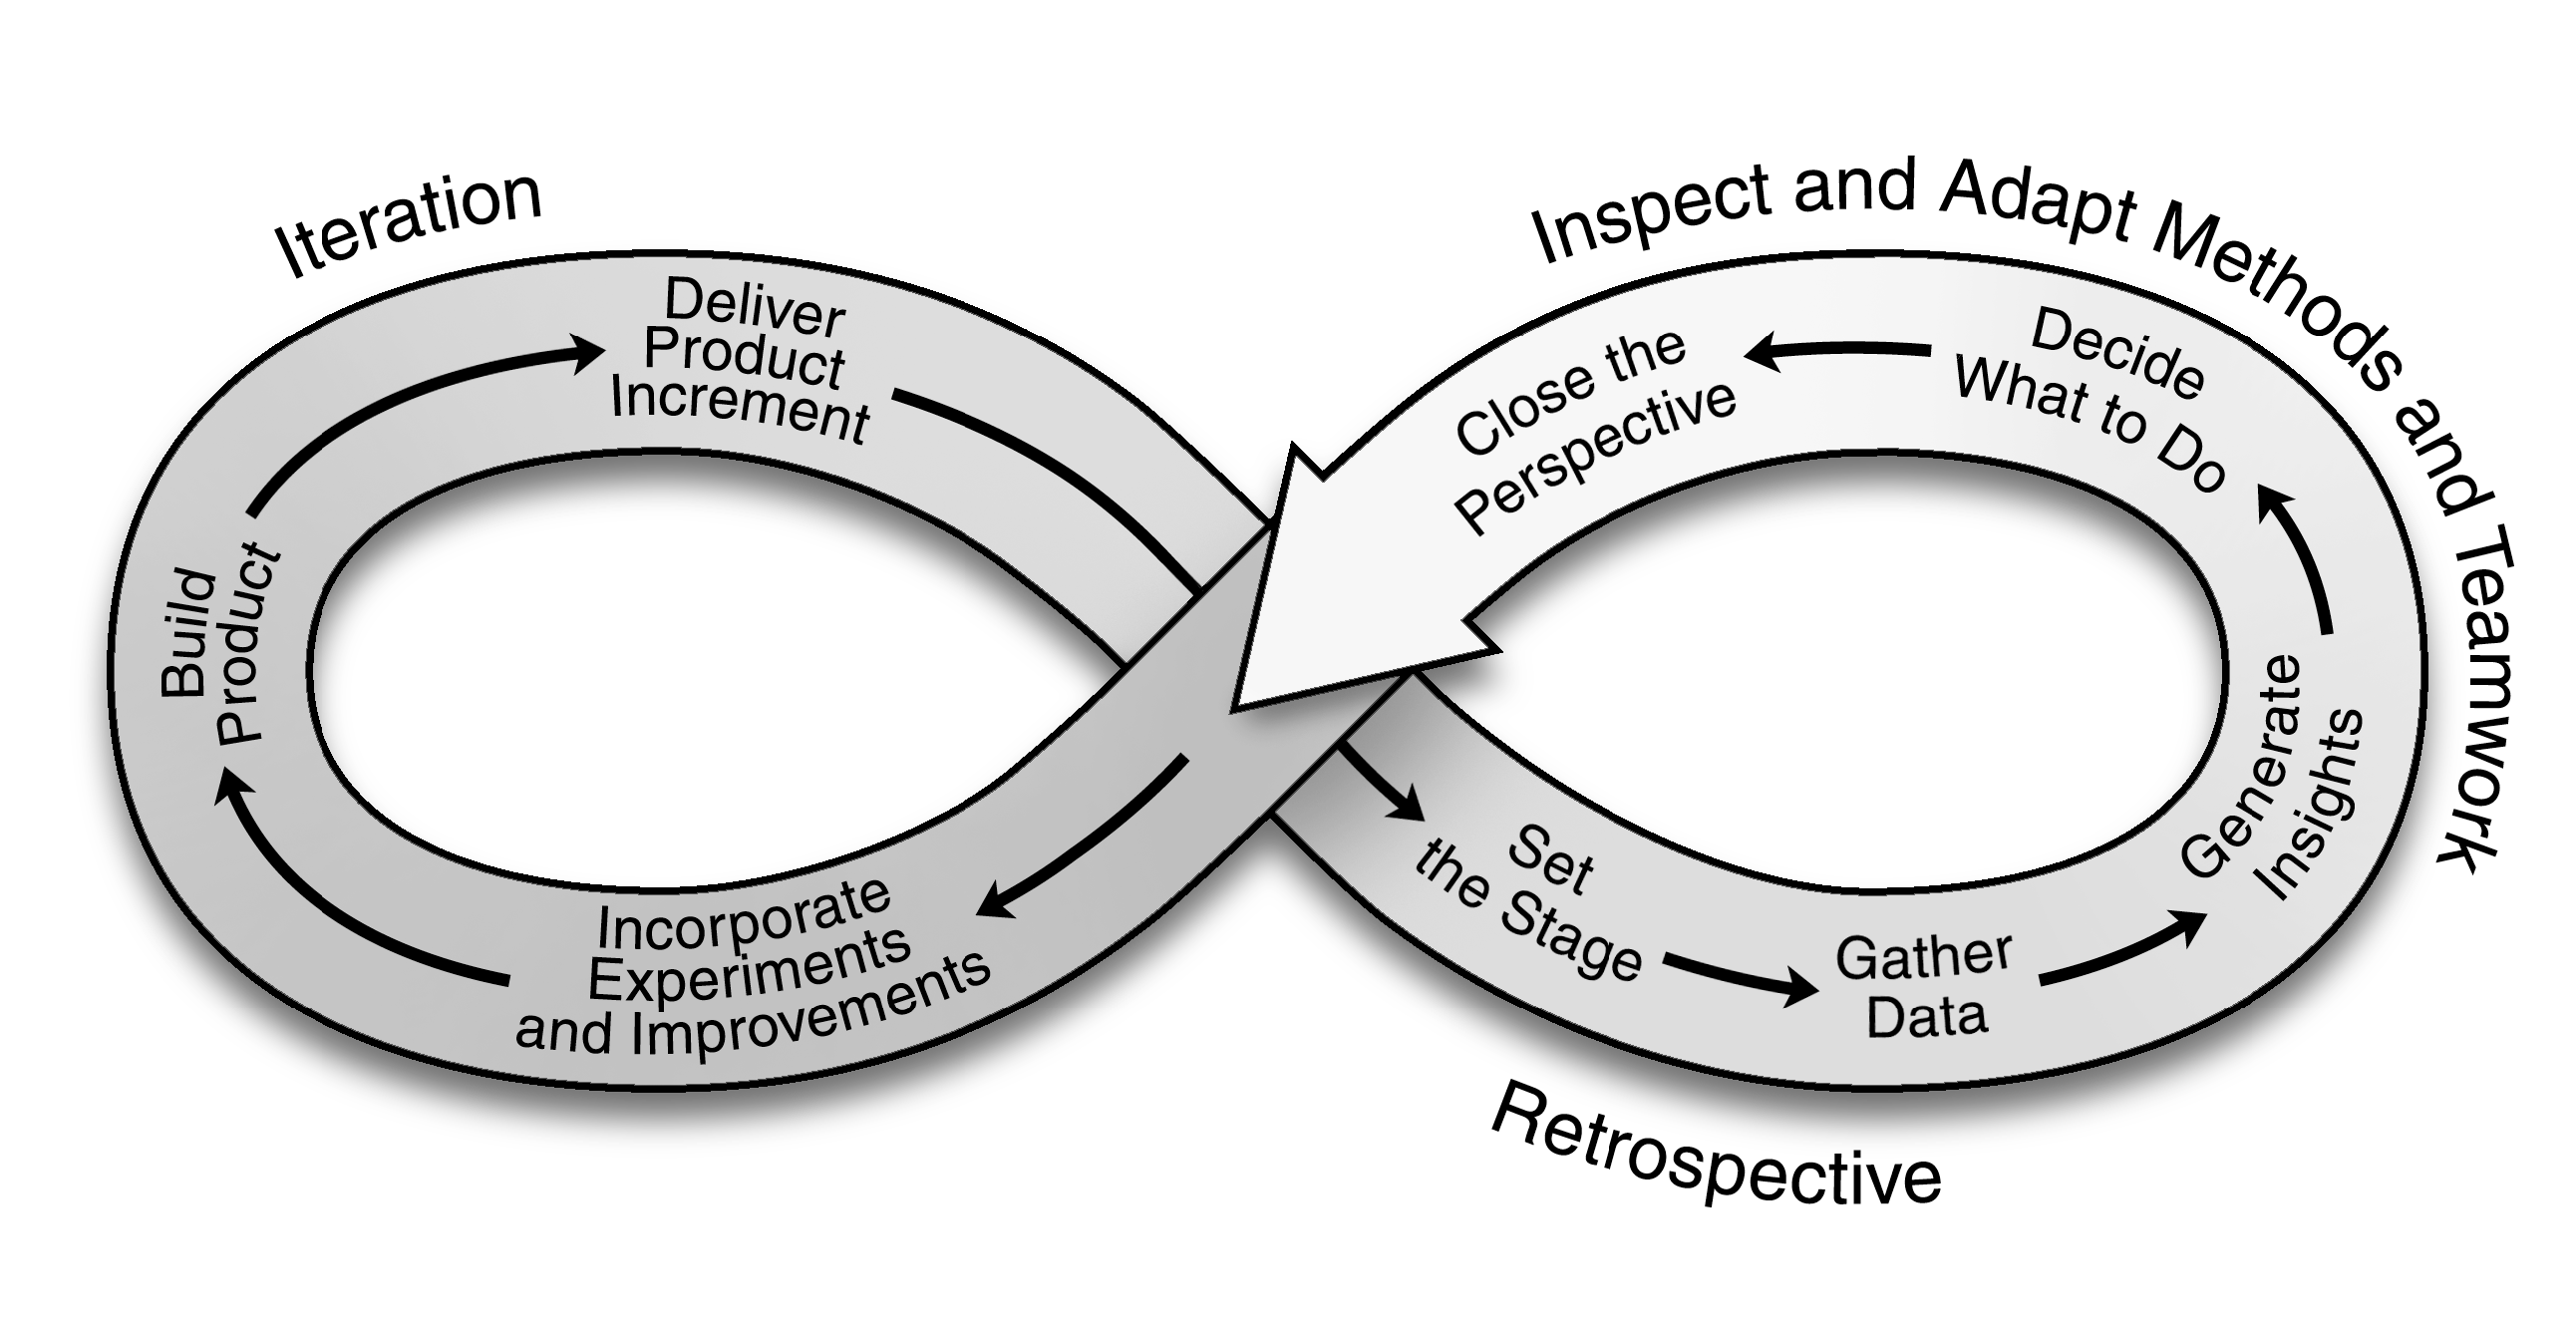 Iteration
Deliver
Product
Increment
Build
Product
Incorporate
Experiments
and Improvements
Inspect and Adapt Methods and Teamwork
Close the
Perspective
Decide
What to Do
Generate
Insights
Set
the Stage
Gather
Data
Retrospective